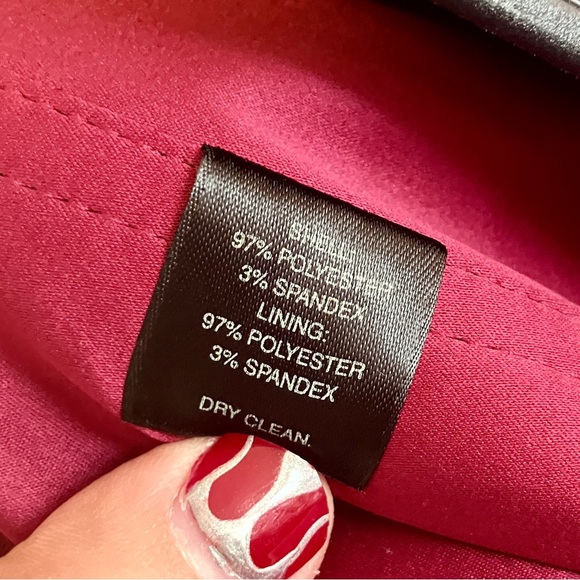 SHELL:
97% POLYESTER
3% SPANDEX
LINING:
97% POLYESTER
3% SPANDEX
DRY CLEAN.